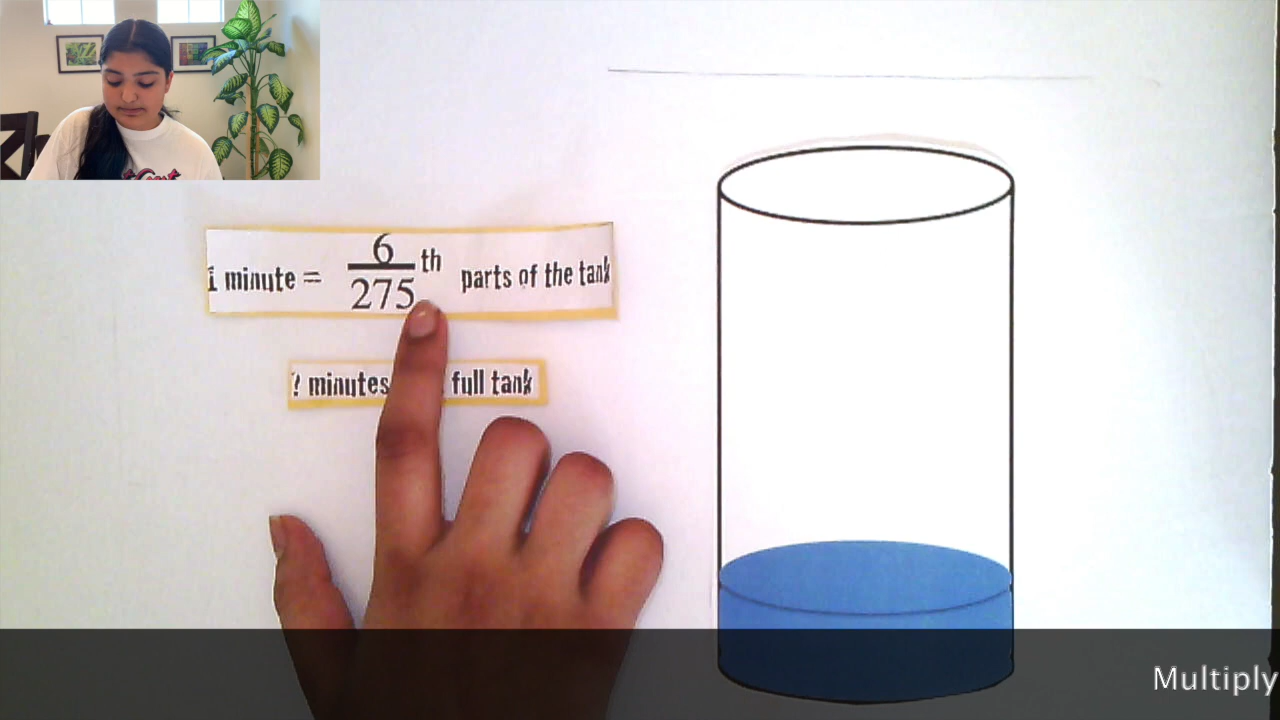 1 minute = 6/275 th parts of the tank
? minutes full tank
Multiply